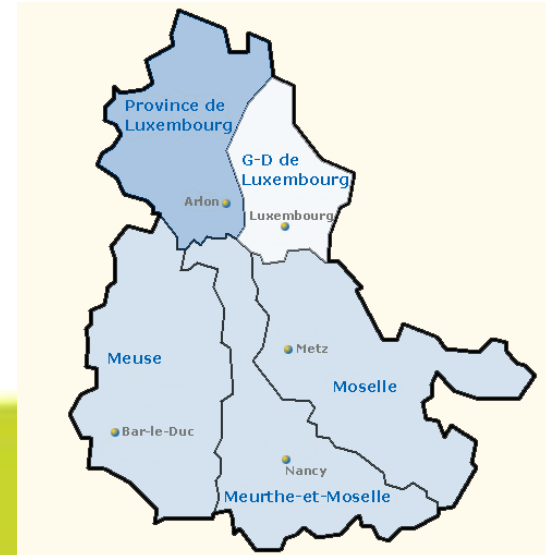 Province de
Luxembourg
G-D de
Luxembourg
Arlon
Luxembourg
Meuse
Metz
Moselle
Bar-le-Duc
Nancy
Meurthe-et-Moselle